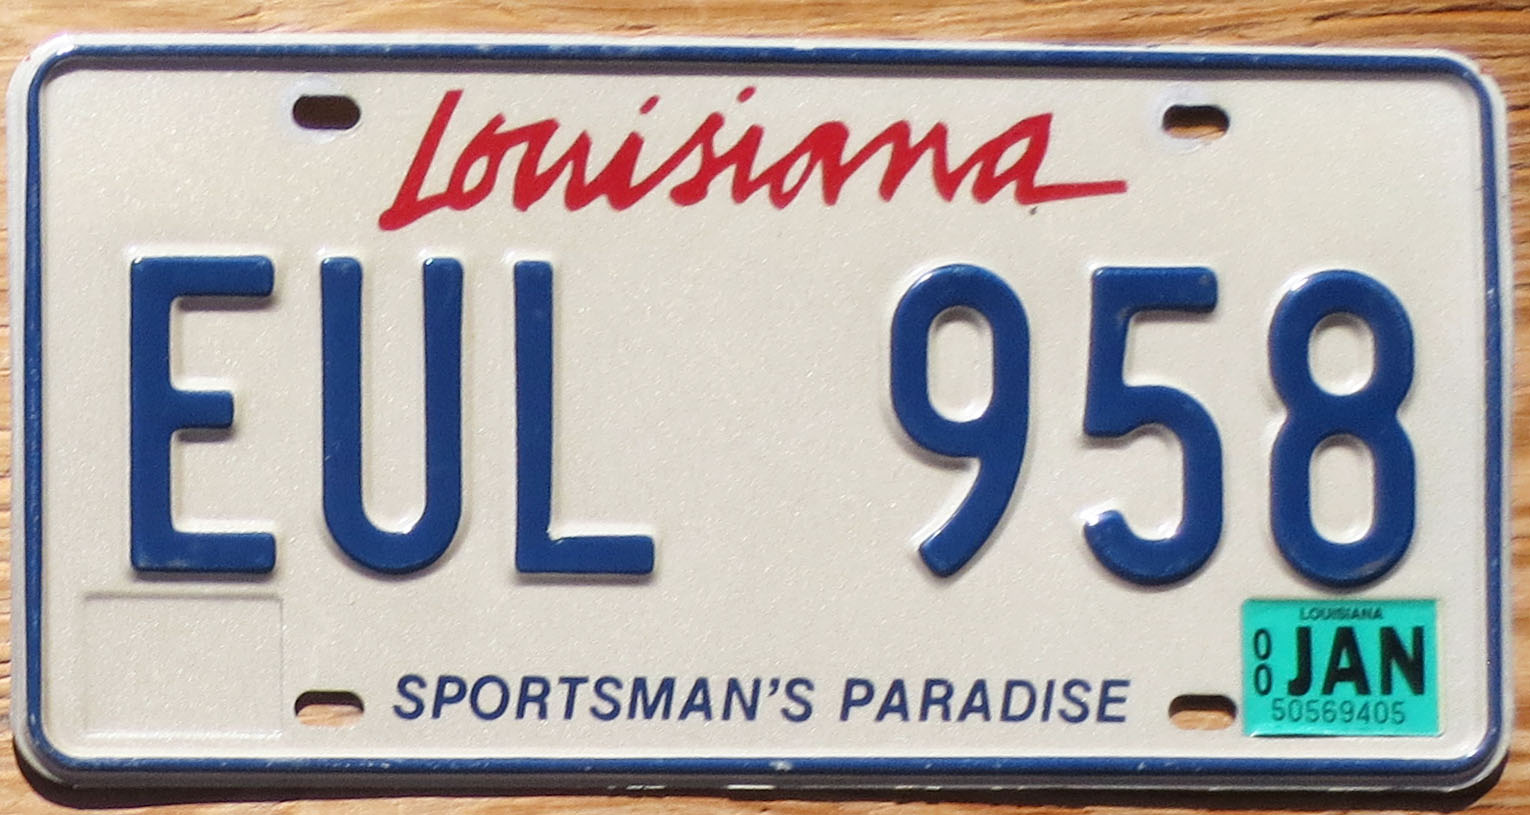 Louisiana
EUL 958
SPORTSMAN'S PARADISE
LOUISIANA
00 JAN
50569405